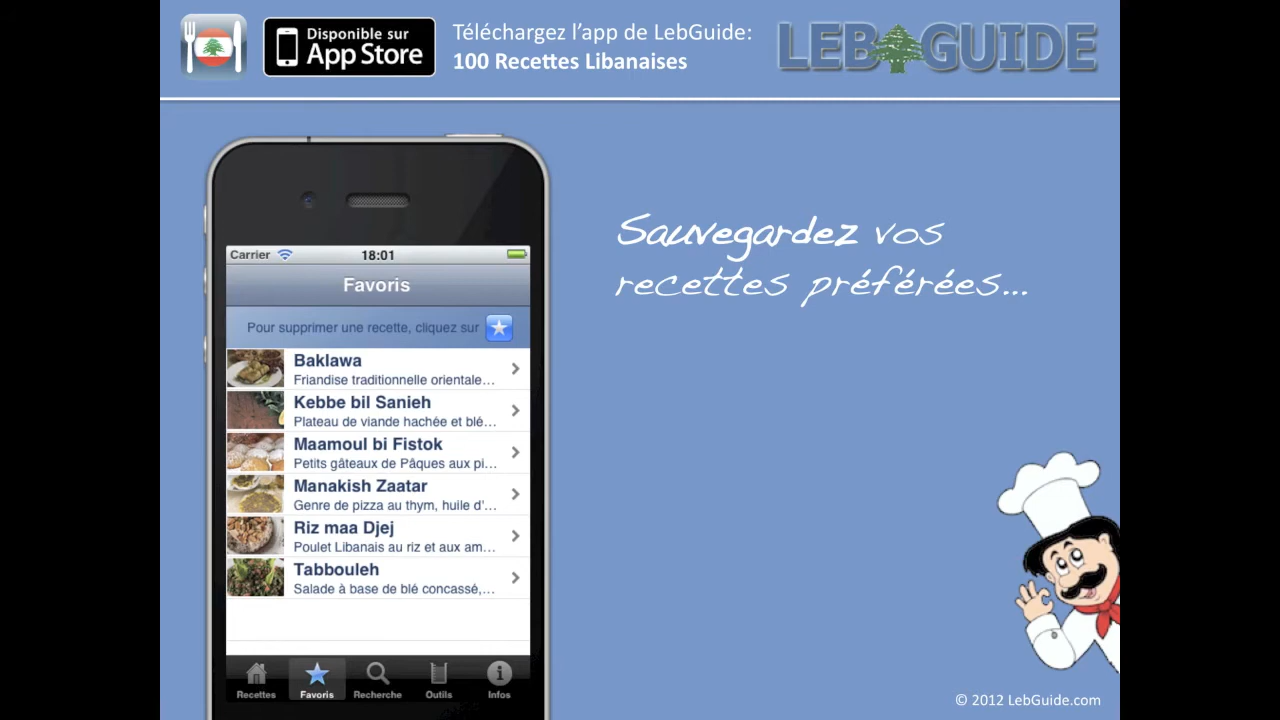 Disponible sur
App Store
Téléchargez l’app de LebGuide:
100 Recettes Libanaises
LEB GUIDE
Sauvegardez vos
recettes préférées...
Carrier
18:01
Favoris
Pour supprimer une recette, cliquez sur
Baklawa
Friandise traditionnelle orientale…
Kebbe bil Sanieh
Plateau de viande hachée et blé…
Maamoul bi Fistok
Petits gâteaux de Pâques aux pi…
Manakish Zaatar
Genre de pizza au thym, huile d'…
Riz maa Djej
Poulet Libanais au riz et aux am…
Tabbouleh
Salade à base de blé concassé,…
Recettes
Favoris
Recherche
Outils
Infos
© 2012 LebGuide.com